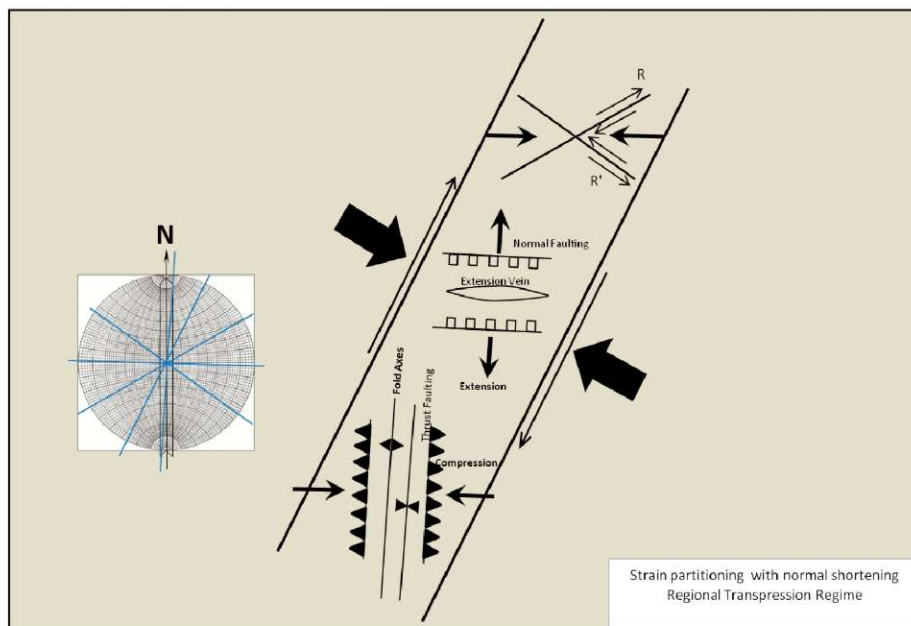 R
R'
N
Normal Faulting
Extension Vein
Extension
Fold Axes
Thrust Faulting
Compression
Strain partitioning with normal shortening
Regional Transpression Regime